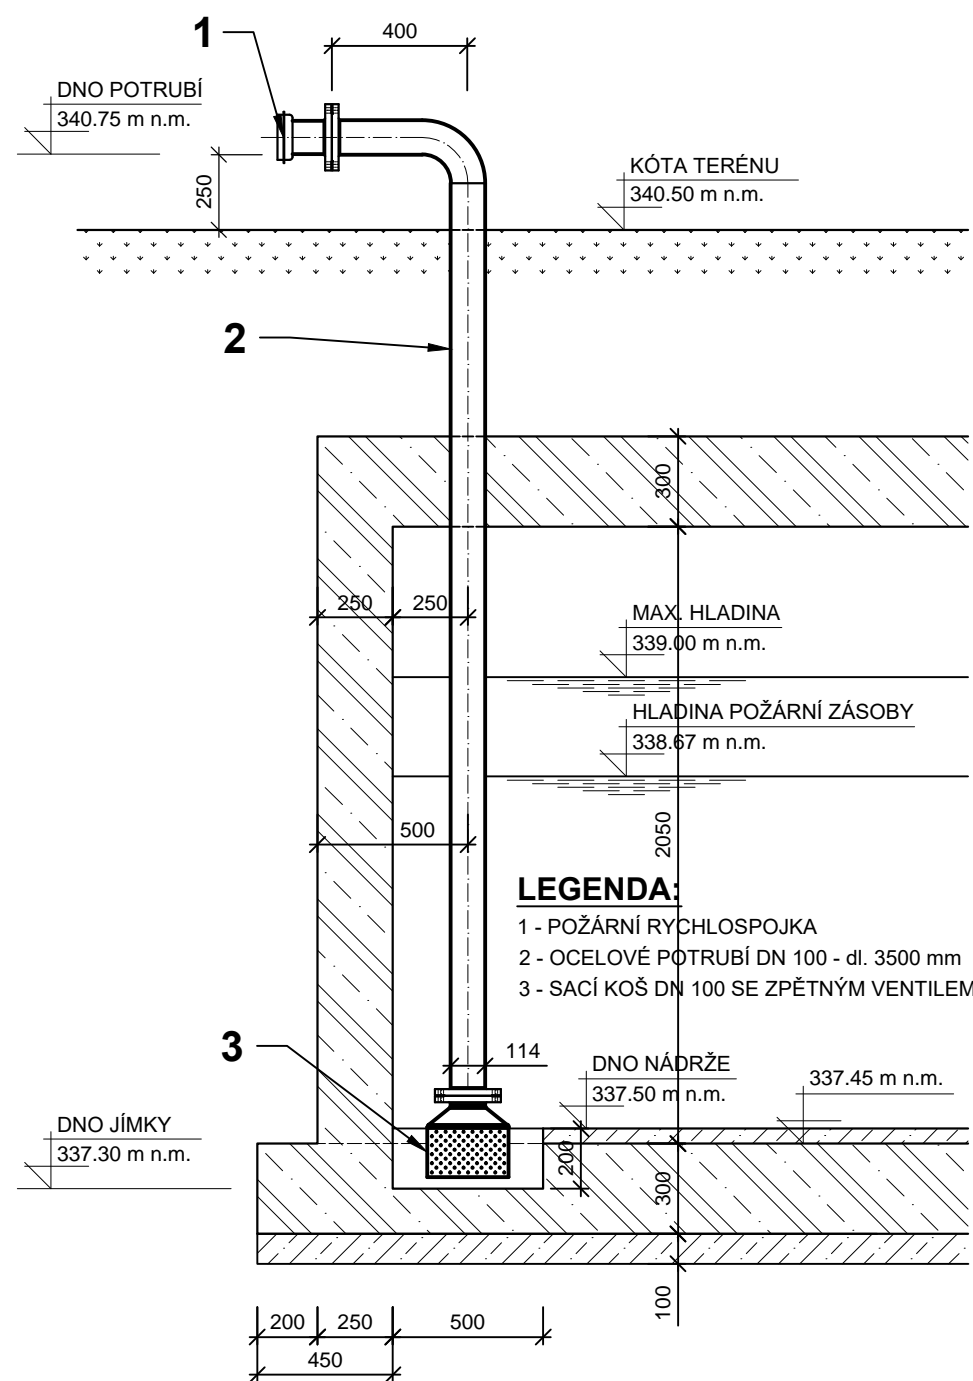 1
400
DNO POTRUBÍ
340.75 m n.m.
250
KÓTA TERÉNU
340.50 m n.m.
2
300
250
250
MAX. HLADINA
339.00 m n.m.
HLADINA POŽÁRNÍ ZÁSOBY
338.67 m n.m.
500
2050
LEGENDA:
1 - POŽÁRNÍ RYCHLOSPOJKA
2 - OCELOVÉ POTRUBÍ DN 100 - dl. 3500 mm
3 - SACÍ KOŠ DN 100 SE ZPĚTNÝM VENTILEM
3
114
DNO NÁDRŽE
337.50 m n.m.
337.45 m n.m.
DNO JÍMKY
337.30 m n.m.
200
300
100
200
250
500
450